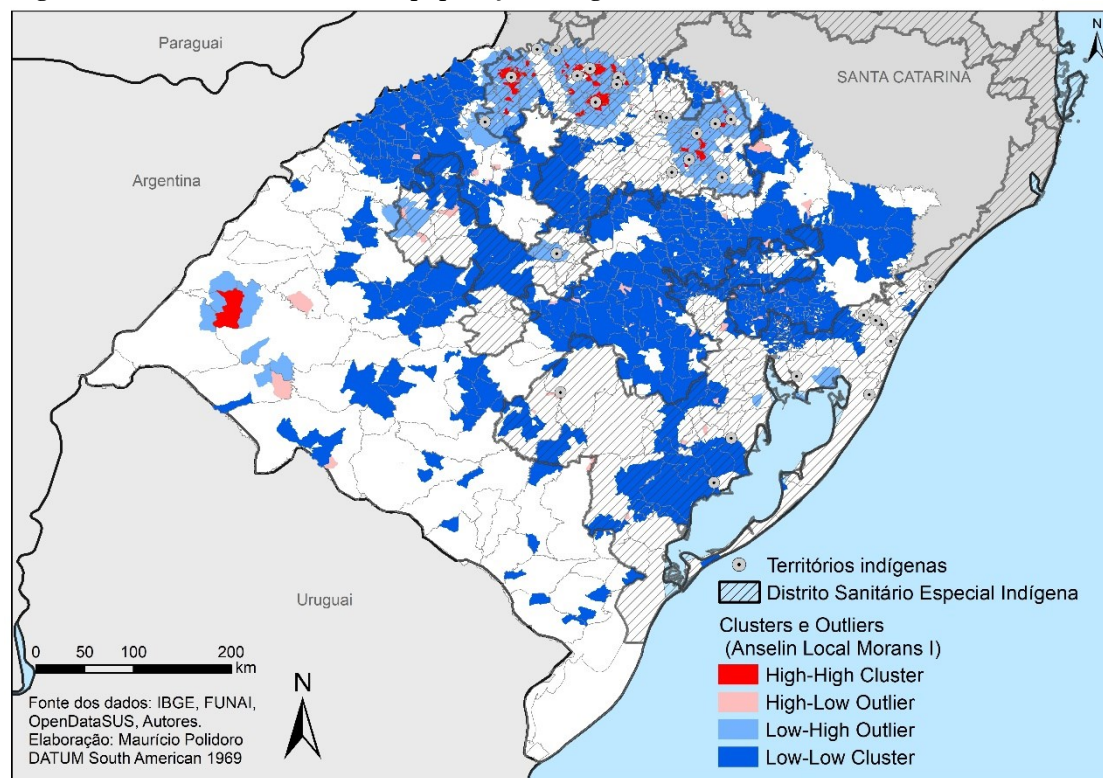 Paraguai
N
SANTA CATARINA
Argentina
Uruguai
Territórios indígenas
Distrito Sanitário Especial Indígena
Clusters e Outliers
(Anselin Local Morans I)
High-High Cluster
High-Low Outlier
Low-High Outlier
Low-Low Cluster
0 50 100 200
km
N
Fonte dos dados: IBGE, FUNAI,
OpenDataSUS, Autores.
Elaboração: Maurício Polidoro
DATUM South American 1969